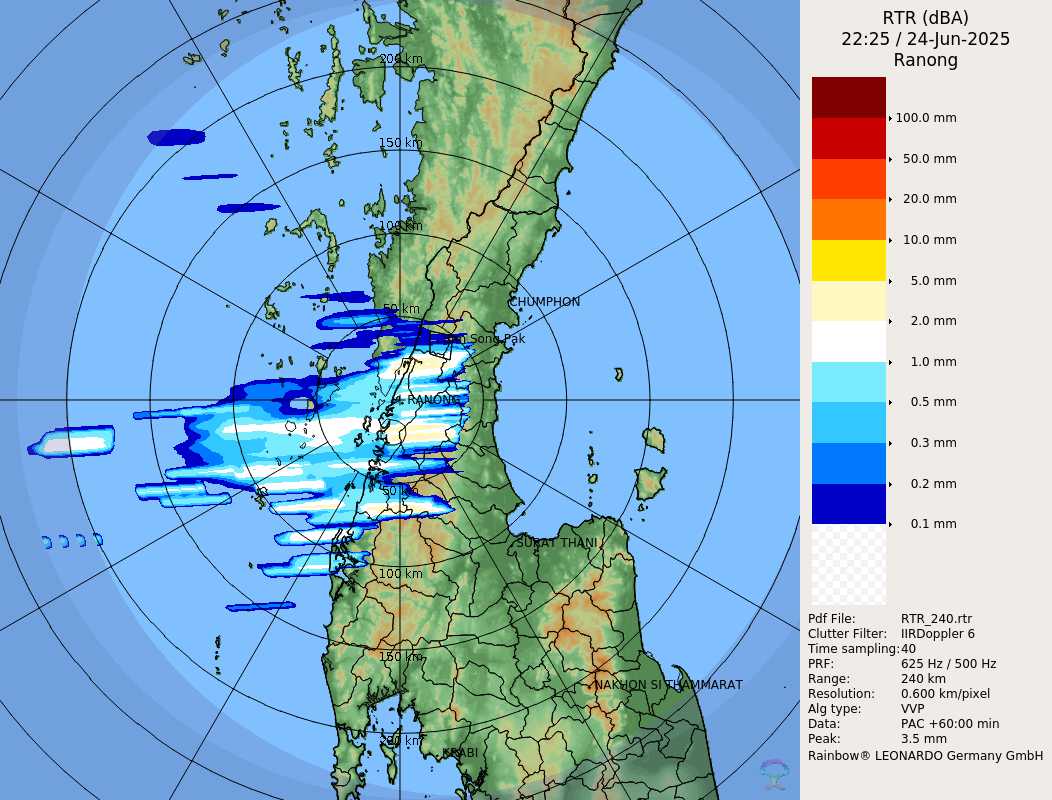 RTR (dBA)
22:25 / 24-Jun-2025
Ranong
100.0 mm
50.0 mm
20.0 mm
10.0 mm
5.0 mm
2.0 mm
1.0 mm
0.5 mm
0.3 mm
0.2 mm
0.1 mm
Pdf File: RTR_240.rtr
Clutter Filter: IIRDoppler 6
Time sampling: 40
PRF: 625 Hz / 500 Hz
Range: 240 km
Resolution: 0.600 km/pixel
Alg type: VVP
Data: PAC +60:00 min
Peak: 3.5 mm
Rainbow® LEONARDO Germany GmbH
200 km
150 km
100 km
50 km
CHUMPHON
Song Pak
RANONG
50 km
SURAT THANI
100 km
150 km
NAKHON SI THAMMARAT
200 km
KRABI